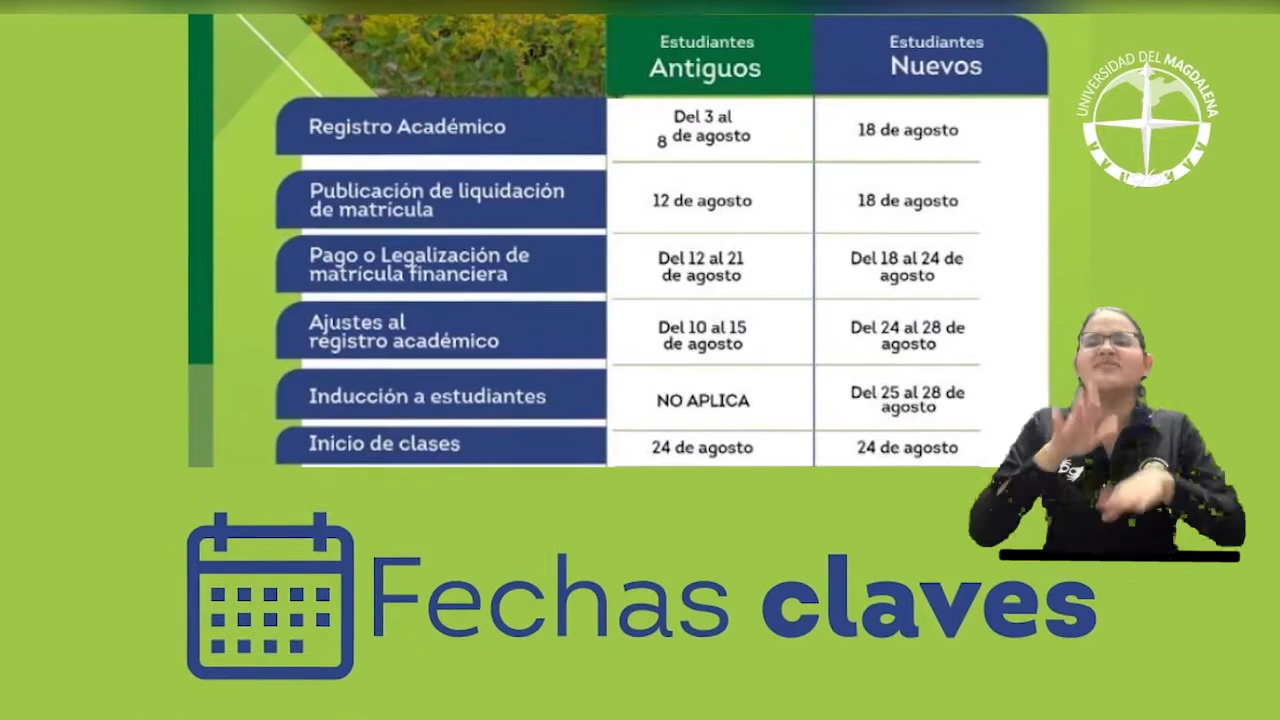 Estudiantes
Antiguos
Estudiantes
Nuevos
Registro Académico
Del 3 al
8 de agosto
18 de agosto
Publicación de liquidación
de matrícula
12 de agosto
18 de agosto
Pago o Legalización de
matrícula financiera
Del 12 al 21
de agosto
Del 18 al 24 de
agosto
Ajustes al
registro académico
Del 10 al 15
de agosto
Del 24 al 28 de
agosto
Inducción a estudiantes
NO APLICA
Del 25 al 28 de
agosto
Inicio de clases
24 de agosto
24 de agosto
UNIVERSIDAD DEL MAGDALENA
Fechas claves